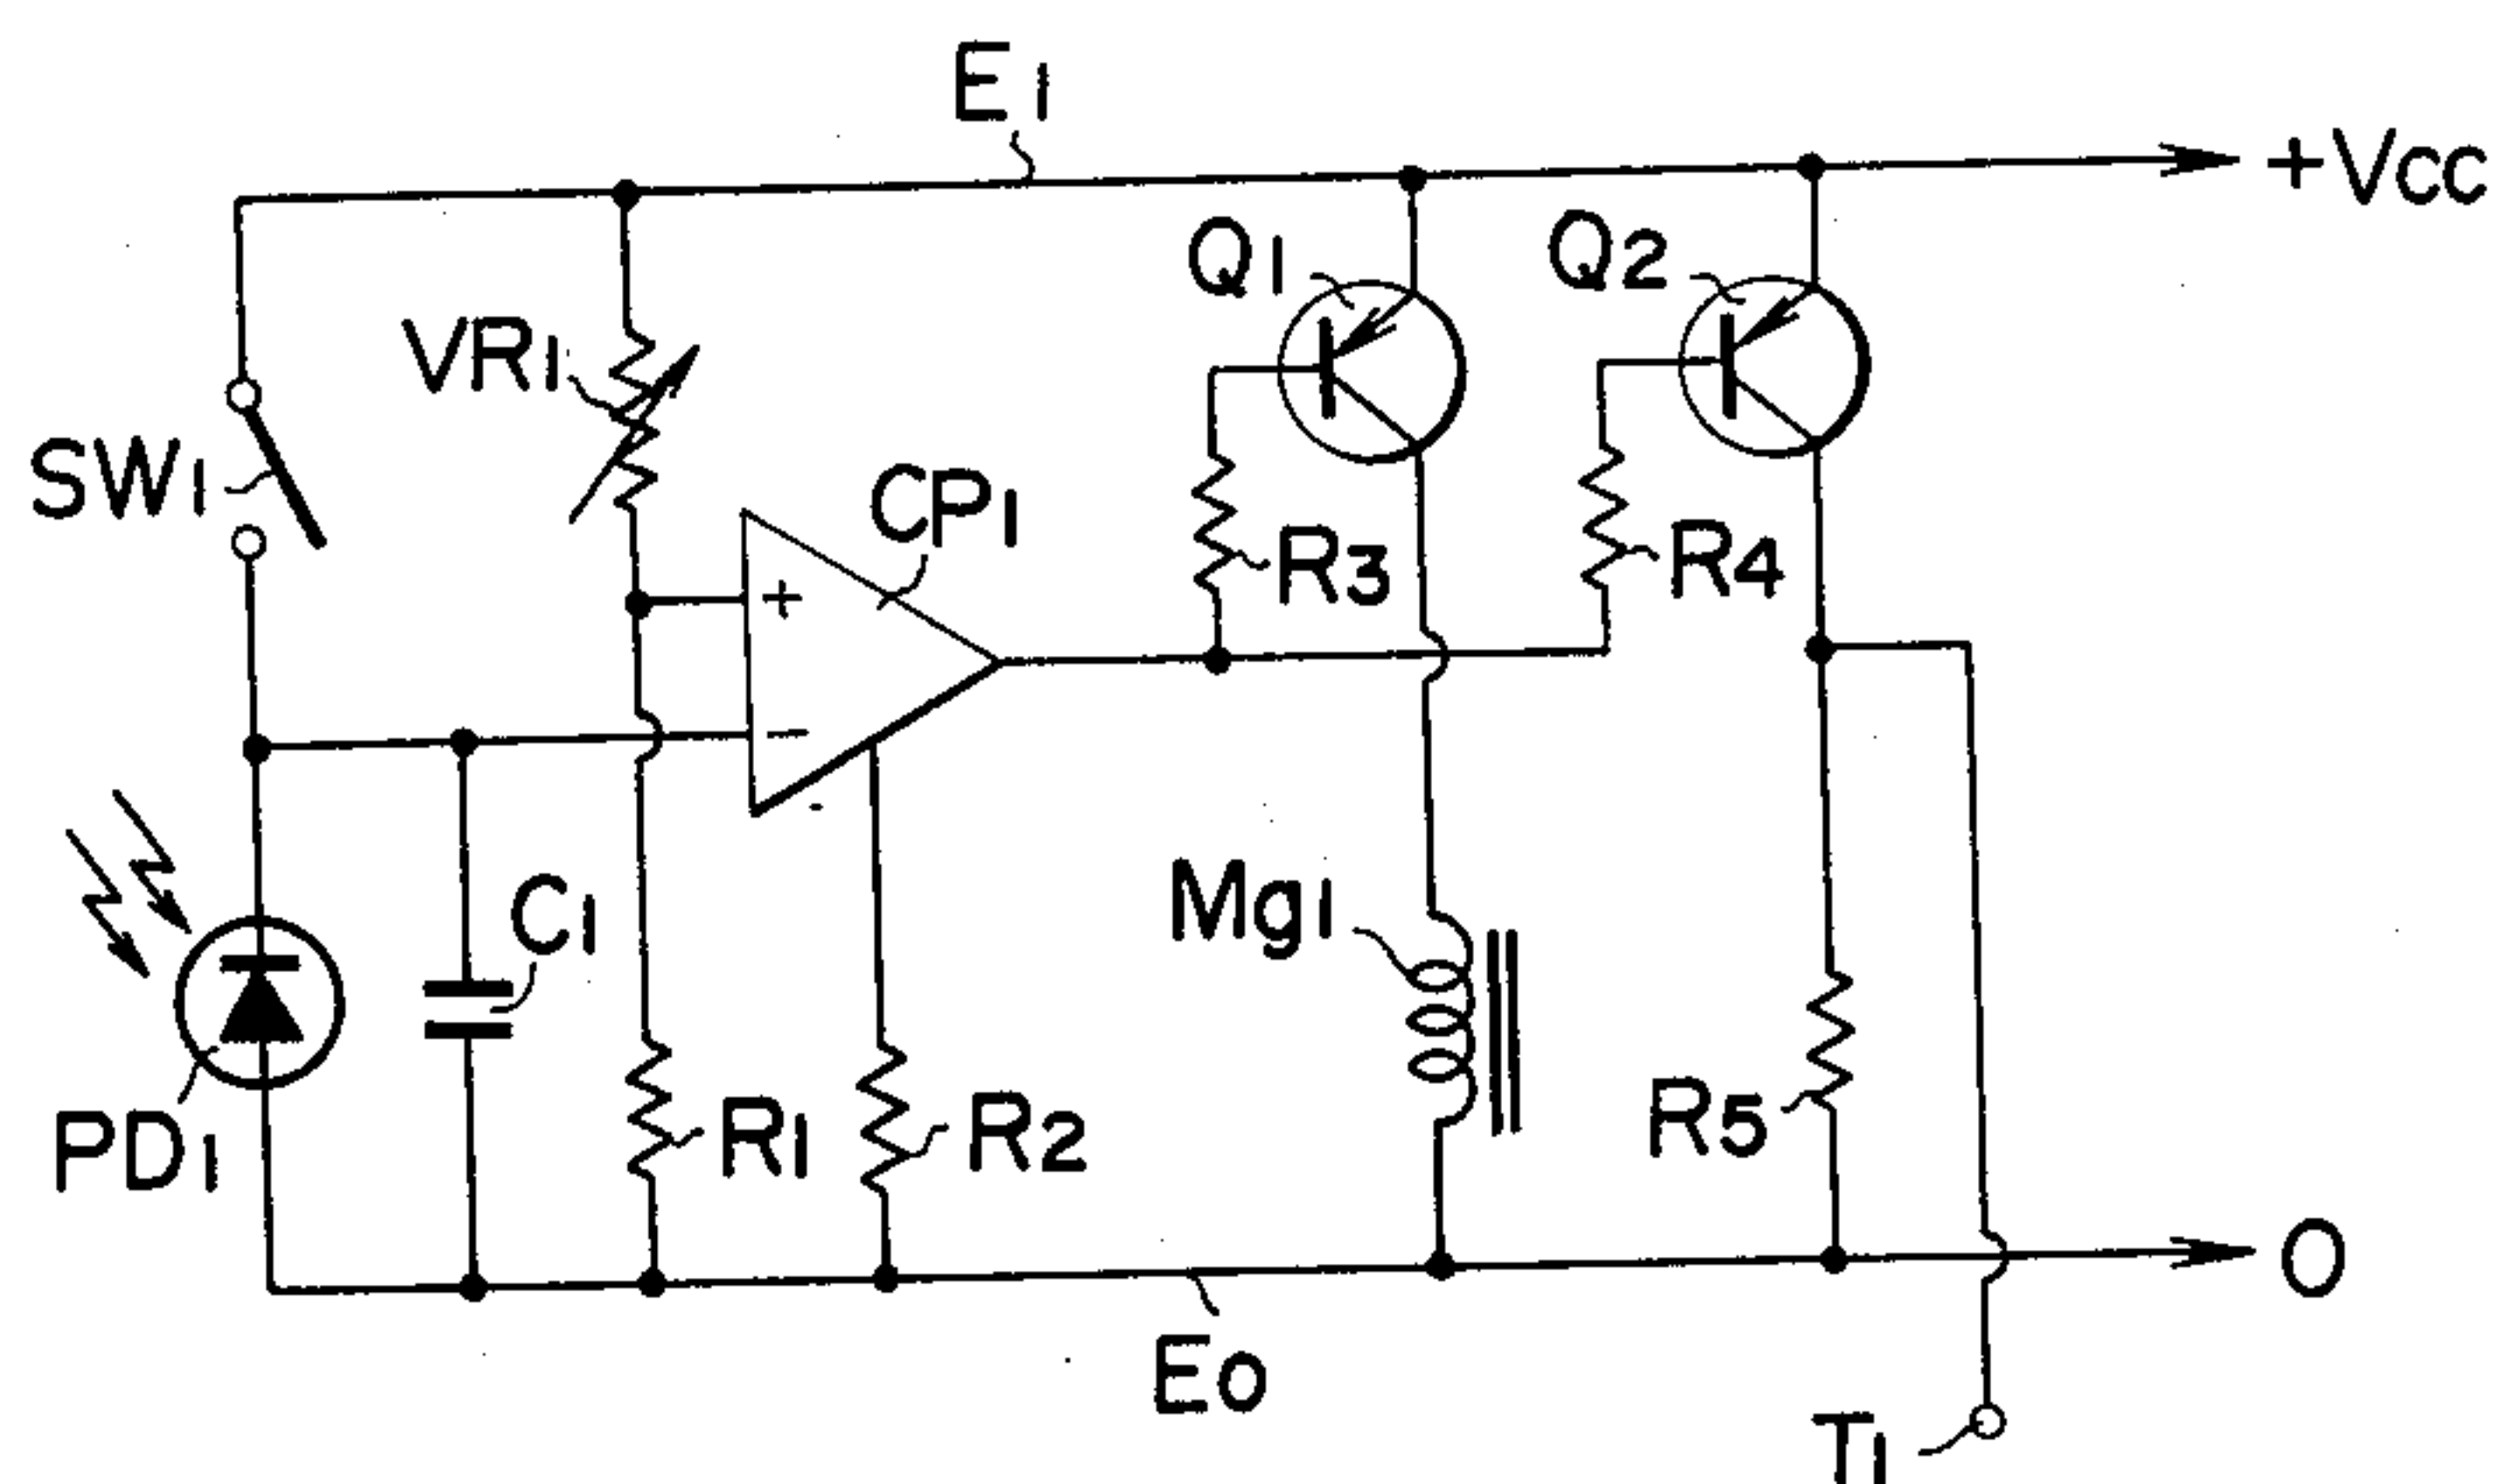 E1
+Vcc
Q1
Q2
VR1
SW1
CP1
+
R3
R4
−
Mg1
C1
PD1
R1
R2
R5
O
Eo
T1